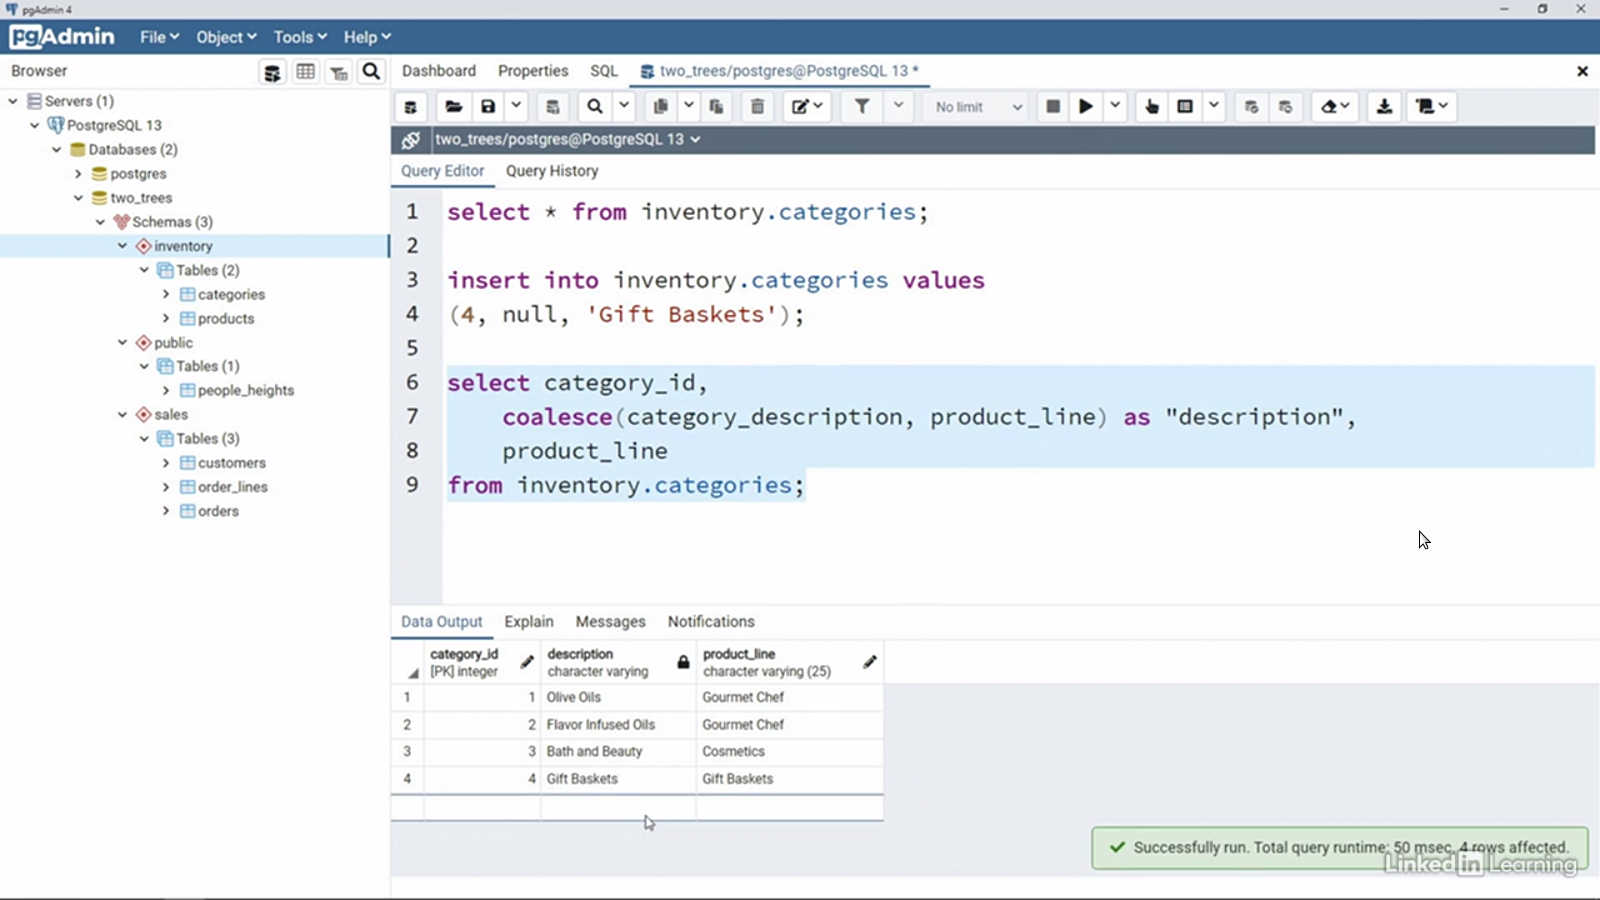 pgAdmin 4
pgAdmin File Object Tools Help
Browser
Dashboard Properties SQL two_trees/postgres@PostgreSQL 13 *
No limit
two_trees/postgres@PostgreSQL 13
Servers (1)
PostgreSQL 13
Databases (2)
postgres
two_trees
Schemas (3)
inventory
Tables (2)
categories
products
public
Tables (1)
people_heights
sales
Tables (3)
customers
order_lines
orders
Query Editor Query History
1 select * from inventory.categories;
2
3 insert into inventory.categories values
4 (4, null, 'Gift Baskets');
5
6 select category_id,
7 coalesce(category_description, product_line) as "description",
8 product_line
9 from inventory.categories;
Data Output Explain Messages Notifications
category_id description product_line
[PK] integer character varying character varying (25)
1 1 Olive Oils Gourmet Chef
2 2 Flavor Infused Oils Gourmet Chef
3 3 Bath and Beauty Cosmetics
4 4 Gift Baskets Gift Baskets
Successfully run. Total query runtime: 50 msec. 4 rows affected.
LinkedIn Learning